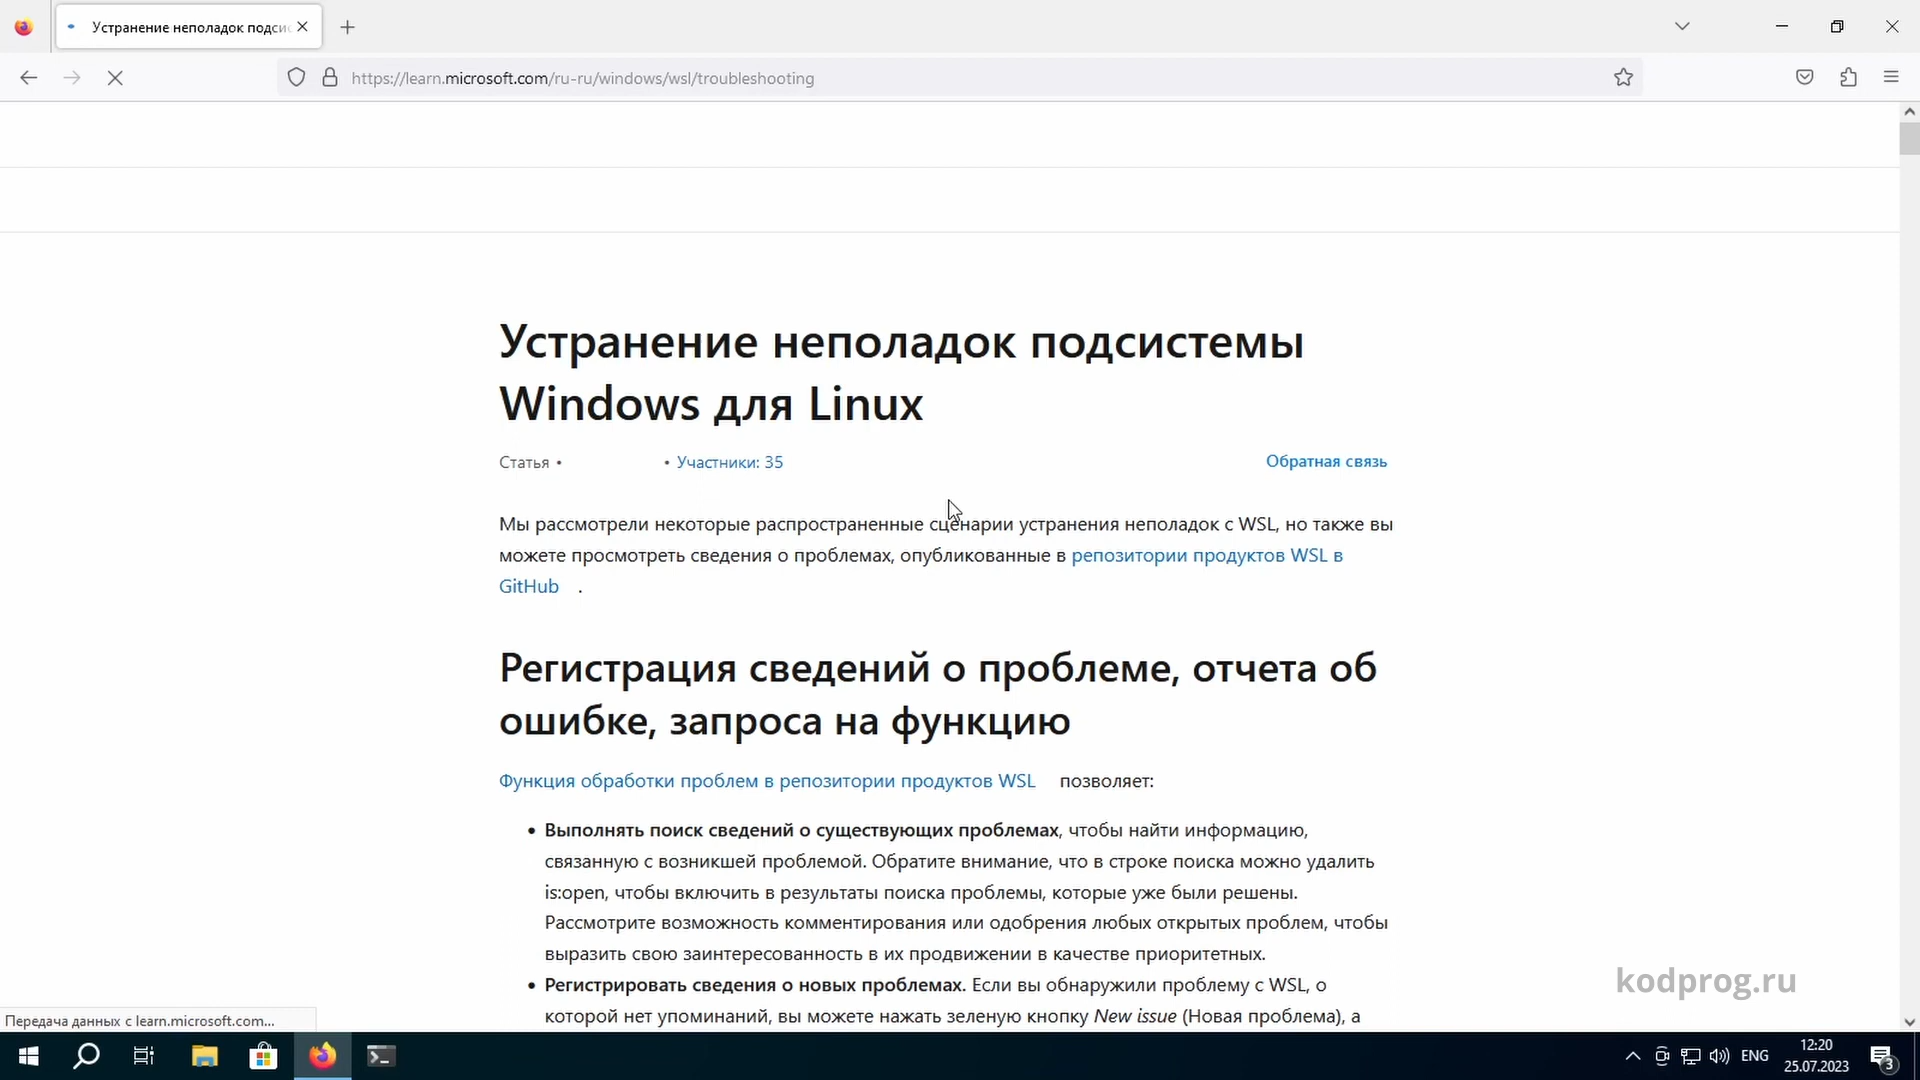 Устранение неполадок подсис
https://learn.microsoft.com/ru-ru/windows/wsl/troubleshooting
Устранение неполадок подсистемы
Windows для Linux
Статья •
• Участники: 35
Обратная связь
Мы рассмотрели некоторые распространенные сценарии устранения неполадок с WSL, но также вы
можете просмотреть сведения о проблемах, опубликованные в репозитории продуктов WSL в
GitHub .
Регистрация сведений о проблеме, отчета об
ошибке, запроса на функцию
Функция обработки проблем в репозитории продуктов WSL позволяет:
• Выполнять поиск сведений о существующих проблемах, чтобы найти информацию,
связанную с возникшей проблемой. Обратите внимание, что в строке поиска можно удалить
is:open, чтобы включить в результаты поиска проблемы, которые уже были решены.
Рассмотрите возможность комментирования или одобрения любых открытых проблем, чтобы
выразить свою заинтересованность в их продвижении в качестве приоритетных.
• Регистрировать сведения о новых проблемах. Если вы обнаружили проблему с WSL, о
которой нет упоминаний, вы можете нажать зеленую кнопку New issue (Новая проблема), а
kodprog.ru
Передача данных с learn.microsoft.com...
ENG
12:20
25.07.2023
3